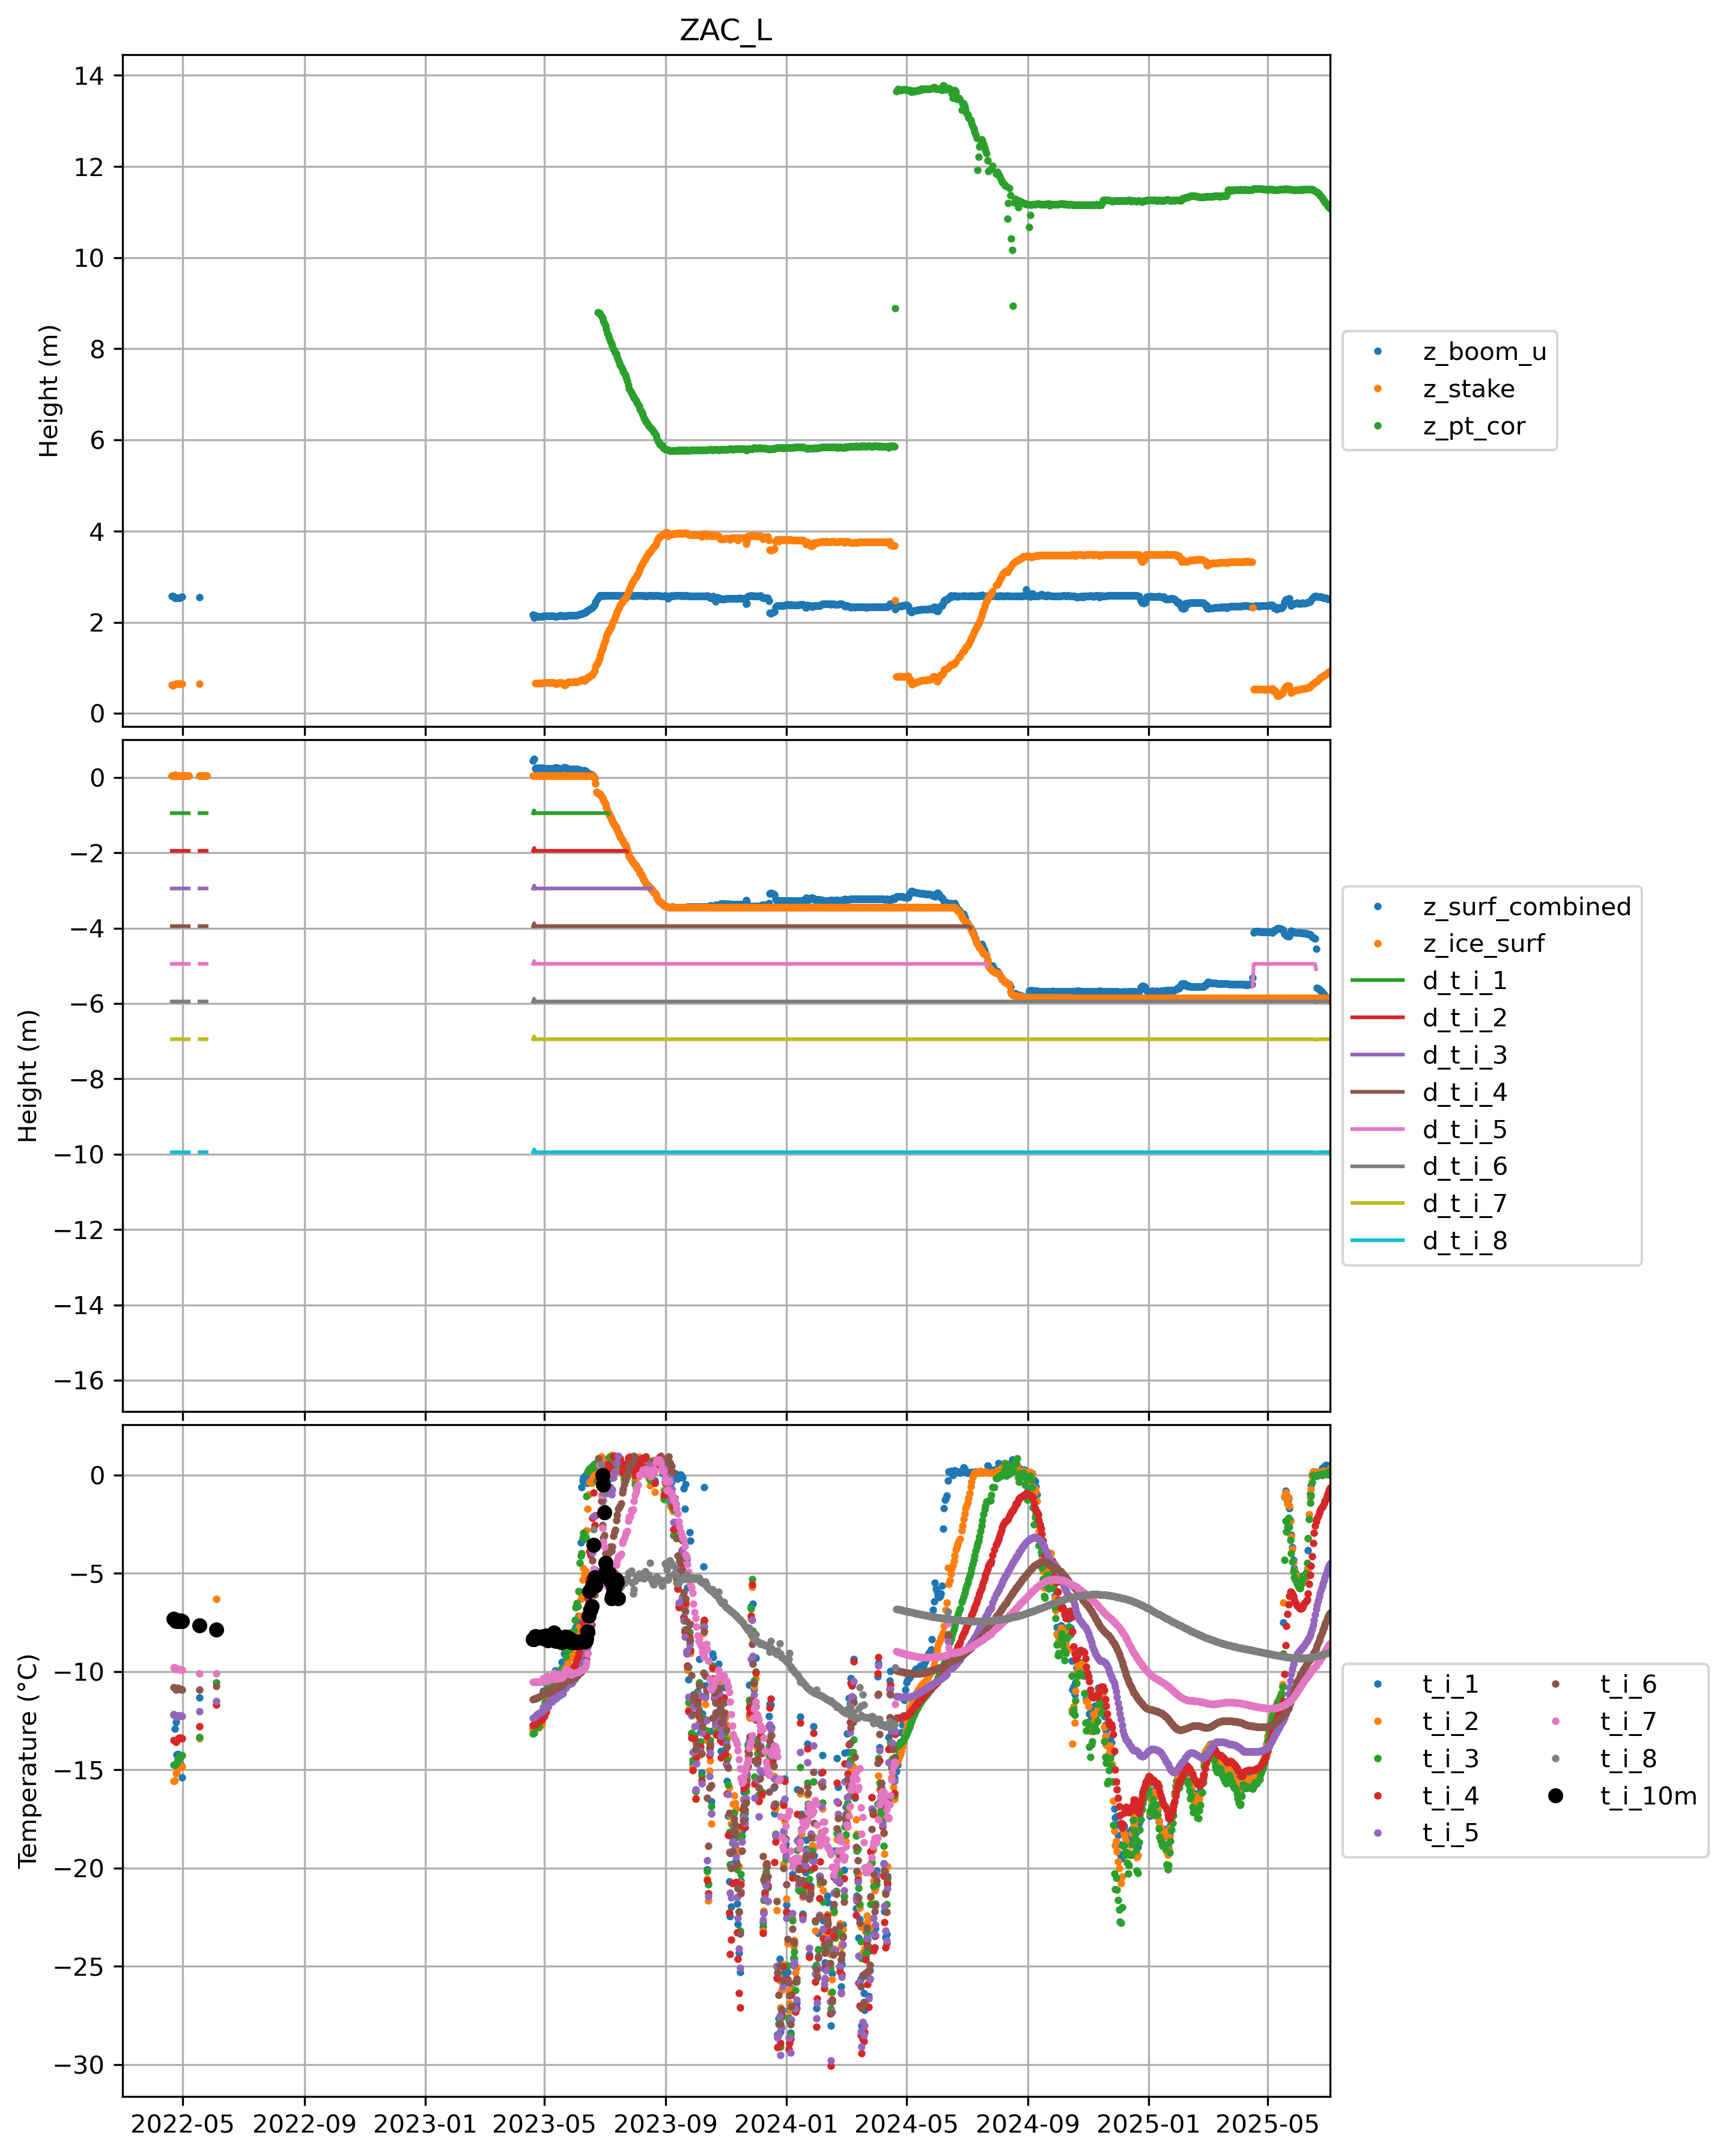 ZAC_L
14
12
10
8
6
4
2
0
Height (m)
z_boom_u
z_stake
z_pt_cor
0
−2
−4
−6
−8
−10
−12
−14
−16
Height (m)
z_surf_combined
z_ice_surf
d_t_i_1
d_t_i_2
d_t_i_3
d_t_i_4
d_t_i_5
d_t_i_6
d_t_i_7
d_t_i_8
0
−5
−10
−15
−20
−25
−30
Temperature (°C)
t_i_1 t_i_6
t_i_2 t_i_7
t_i_3 t_i_8
t_i_4 t_i_10m
t_i_5
2022-05 2022-09 2023-01 2023-05 2023-09 2024-01 2024-05 2024-09 2025-01 2025-05